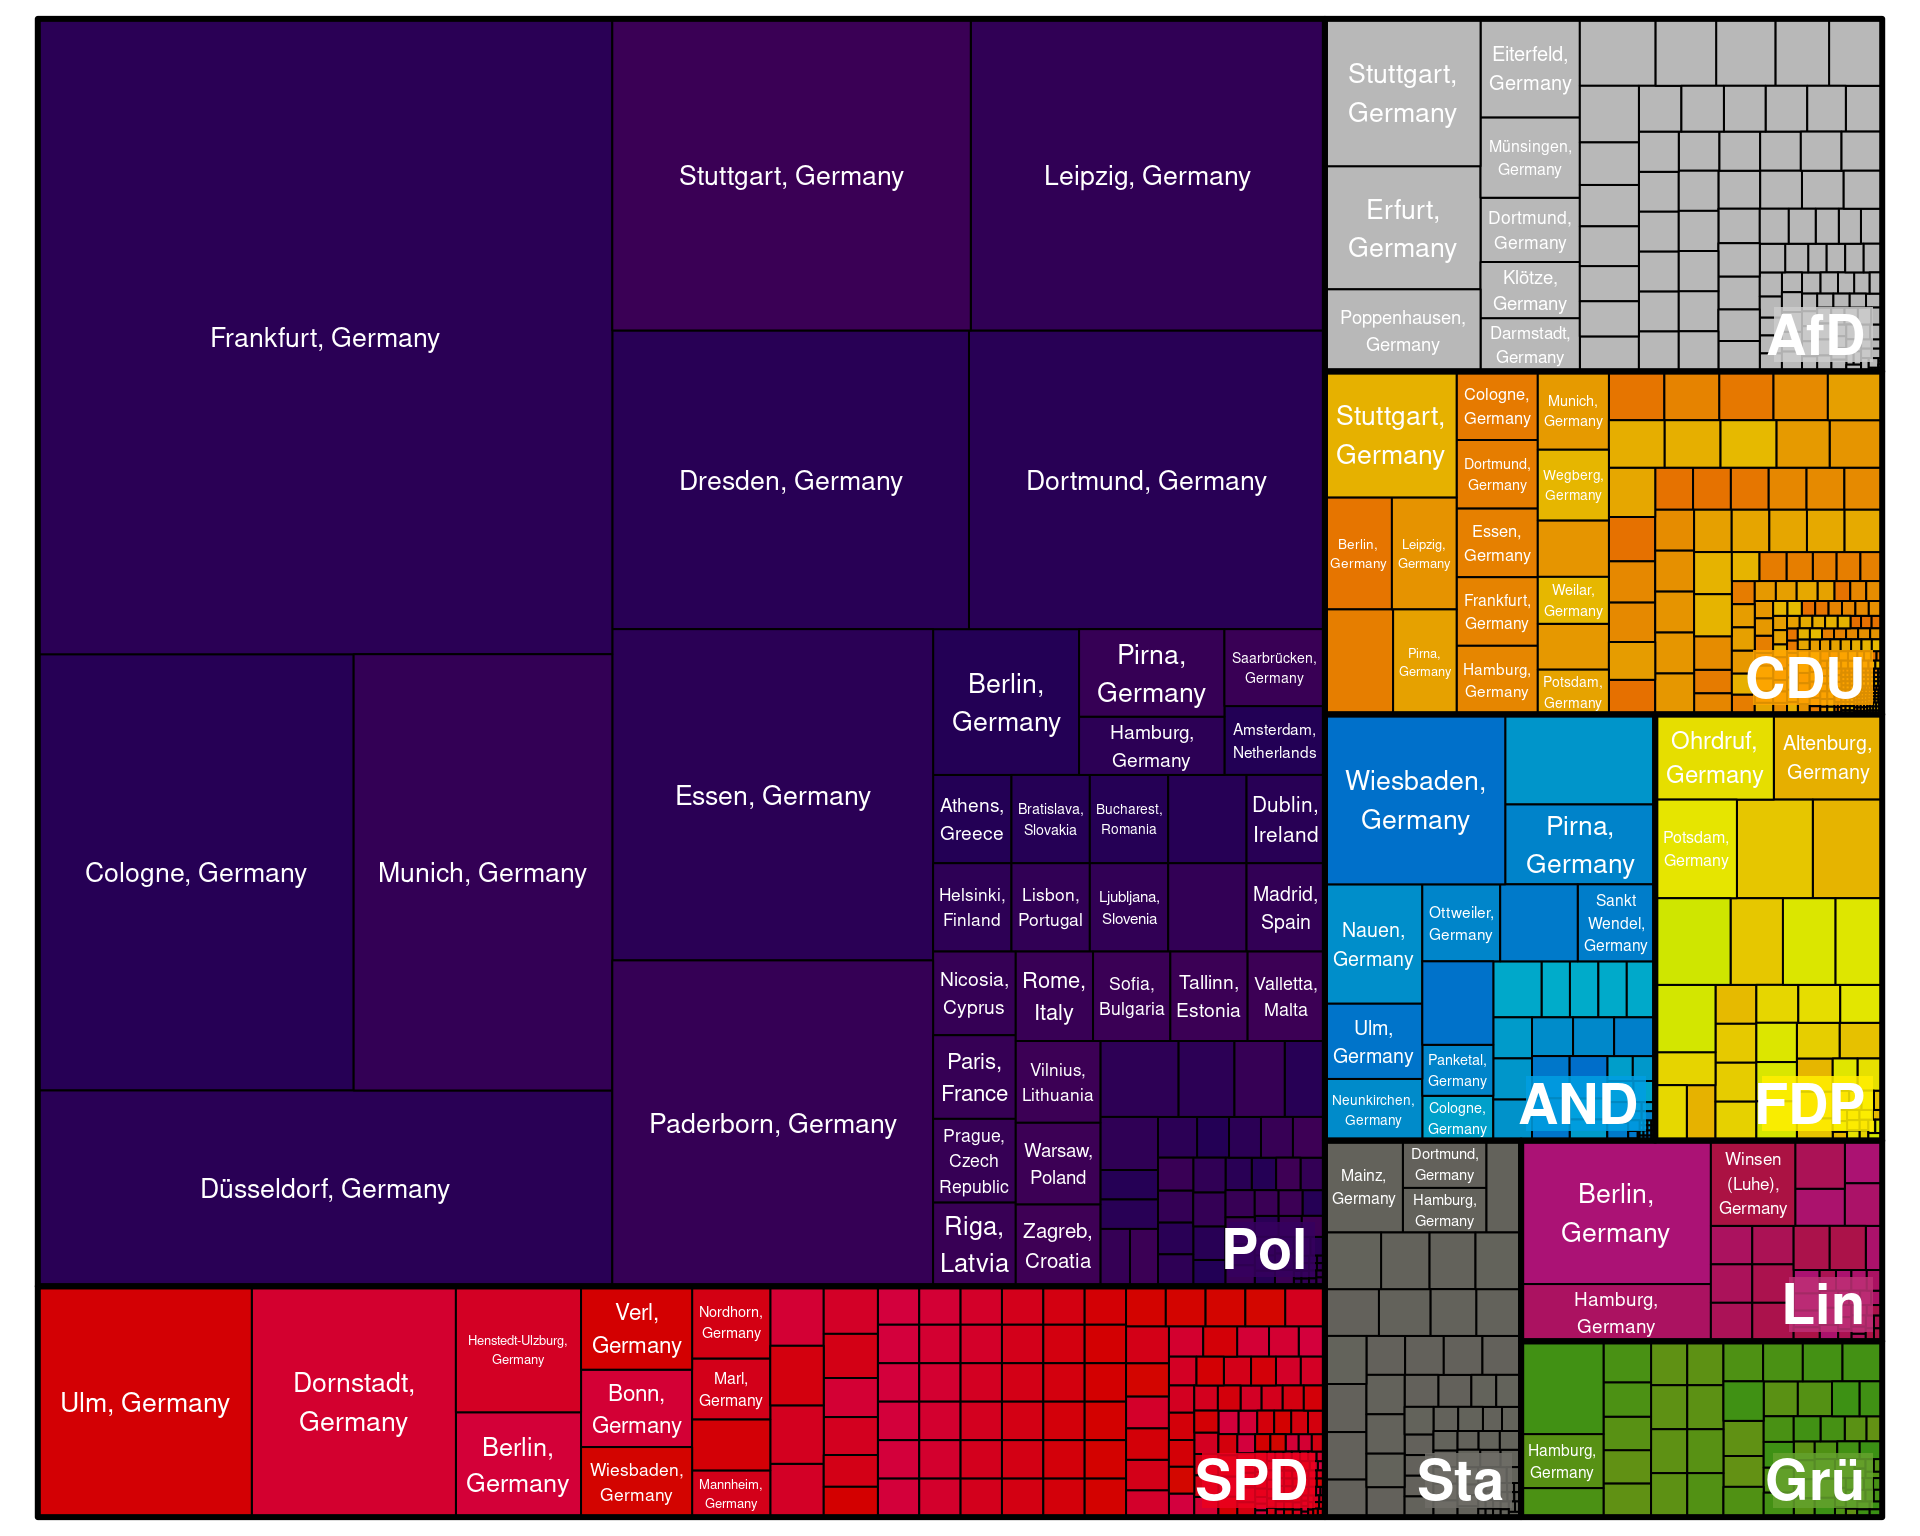 Frankfurt, Germany
Stuttgart, Germany
Leipzig, Germany
Dresden, Germany
Dortmund, Germany
Cologne, Germany
Munich, Germany
Düsseldorf, Germany
Essen, Germany
Paderborn, Germany
Berlin,
Germany
Pirna,
Germany
Hamburg,
Germany
Saarbrücken,
Germany
Amsterdam,
Netherlands
Athens,
Greece
Bratislava,
Slovakia
Bucharest,
Romania
Dublin,
Ireland
Helsinki,
Finland
Lisbon,
Portugal
Ljubljana,
Slovenia
Madrid,
Spain
Nicosia,
Cyprus
Rome,
Italy
Sofia,
Bulgaria
Tallinn,
Estonia
Valletta,
Malta
Paris,
France
Vilnius,
Lithuania
Prague,
Czech
Republic
Warsaw,
Poland
Riga,
Latvia
Zagreb,
Croatia
Pol
Ulm, Germany
Dornstadt,
Germany
Henstedt-Ulzburg,
Germany
Berlin,
Germany
Verl,
Germany
Bonn,
Germany
Wiesbaden,
Germany
Nordhorn,
Germany
Marl,
Germany
Mannheim,
Germany
SPD
Stuttgart,
Germany
Erfurt,
Germany
Poppenhausen,
Germany
Eiterfeld,
Germany
Münsingen,
Germany
Dortmund,
Germany
Klötze,
Germany
Darmstadt,
Germany
AfD
Stuttgart,
Germany
Berlin,
Germany
Leipzig,
Germany
Pirna,
Germany
Cologne,
Germany
Dortmund,
Germany
Essen,
Germany
Frankfurt,
Germany
Hamburg,
Germany
Munich,
Germany
Wegberg,
Germany
Weilar,
Germany
Potsdam,
Germany
CDU
Wiesbaden,
Germany
Pirna,
Germany
Nauen,
Germany
Ulm,
Germany
Neunkirchen,
Germany
Ottweiler,
Germany
Sankt
Wendel,
Germany
Panketal,
Germany
Cologne,
Germany
AND
Ohrdruf,
Germany
Altenburg,
Germany
Potsdam,
Germany
FDP
Mainz,
Germany
Dortmund,
Germany
Hamburg,
Germany
Sta
Berlin,
Germany
Hamburg,
Germany
Winsen
(Luhe),
Germany
Lin
Hamburg,
Germany
Grü